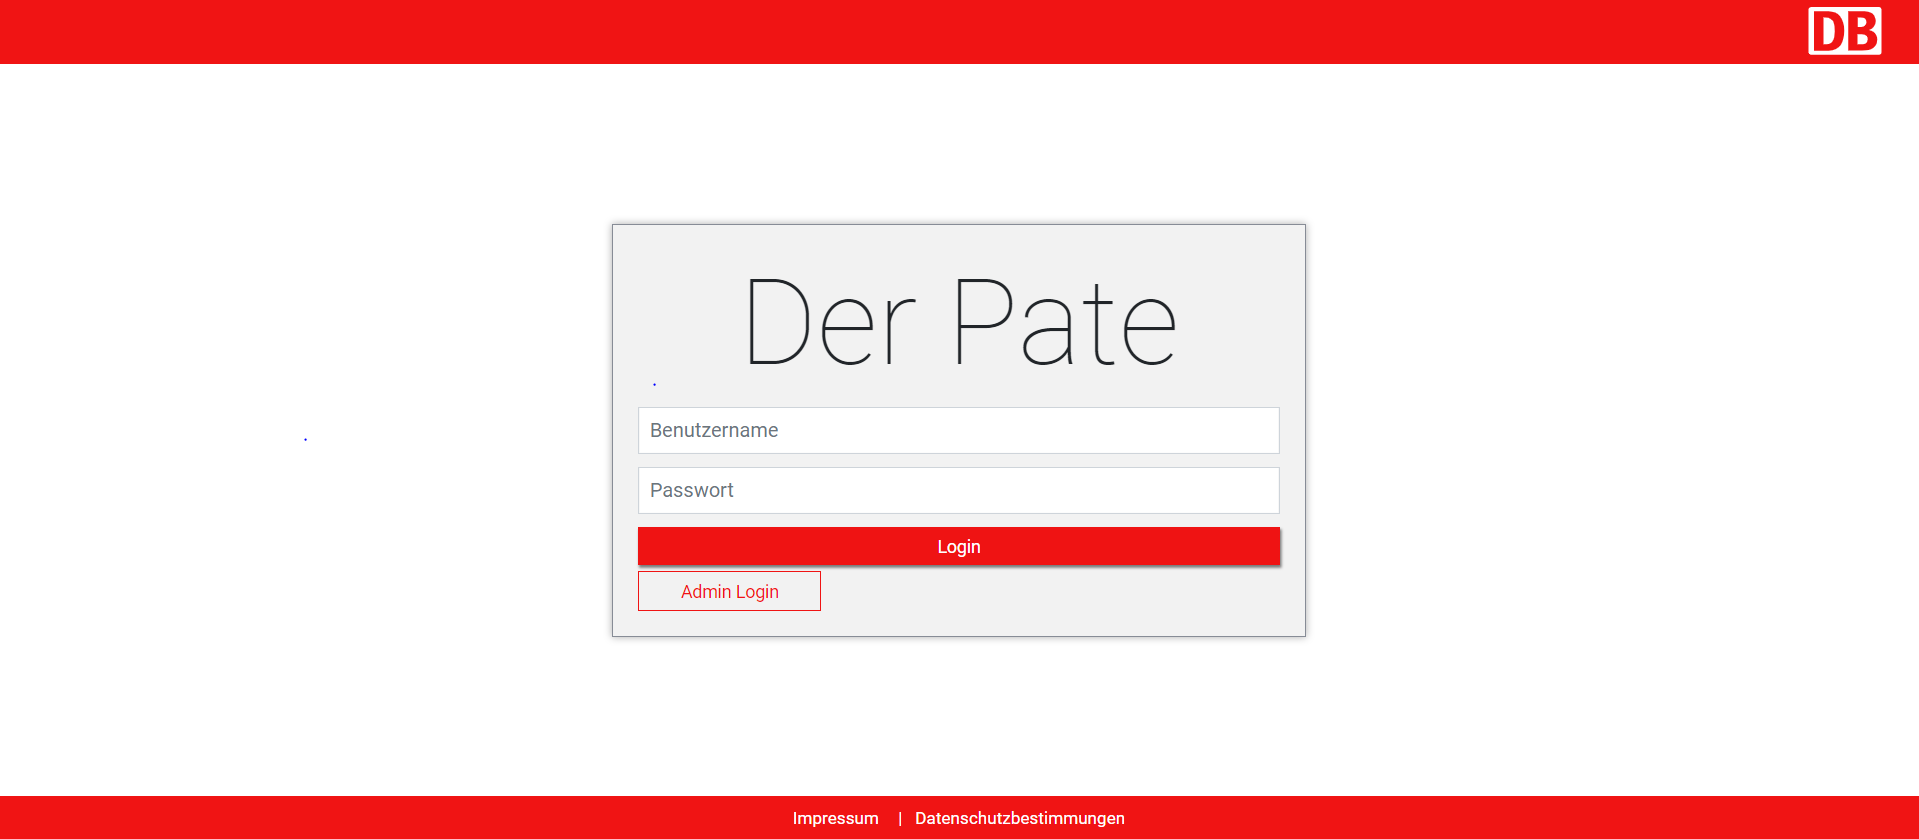 DB
Der Pate
Benutzername
Passwort
Login
Admin Login
Impressum | Datenschutzbestimmungen